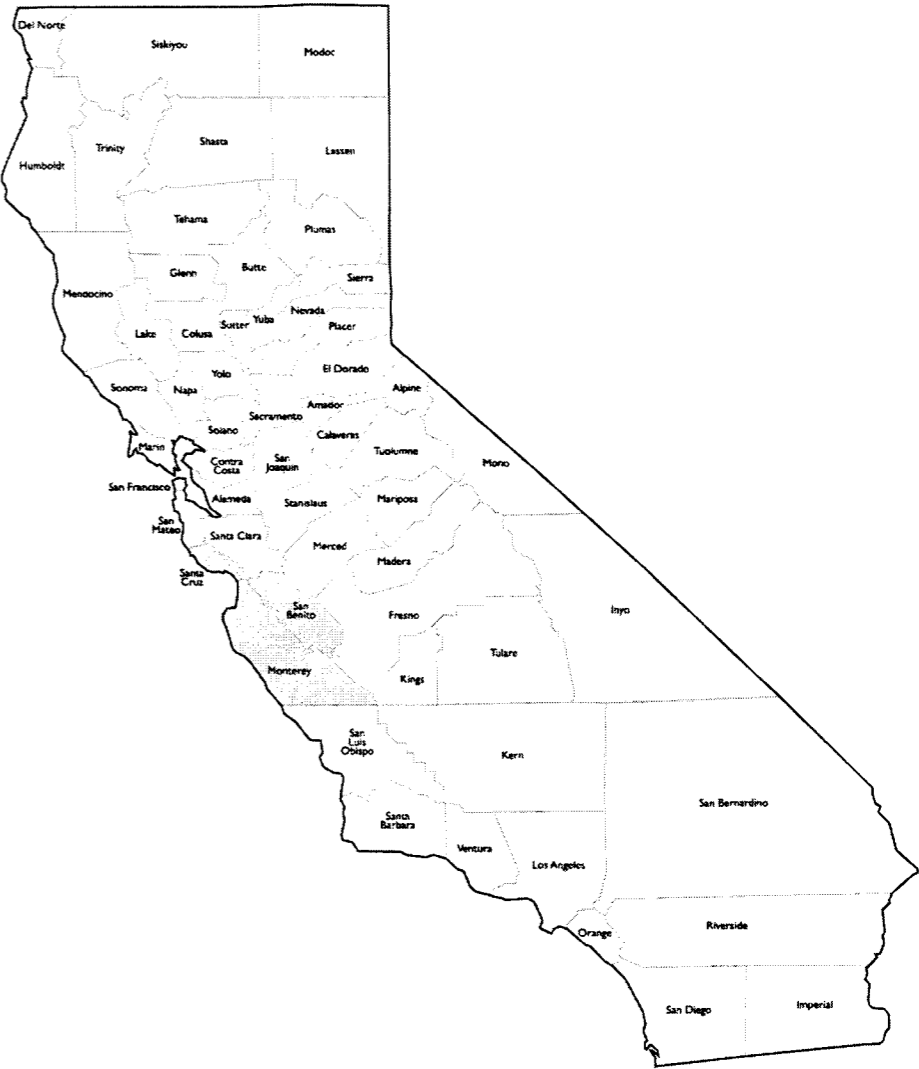 Del Norte
Siskiyou
Modoc
Humboldt
Trinity
Shasta
Lassen
Tehama
Plumas
Mendocino
Glenn
Butte
Sierra
Lake
Colusa
Sutter
Yuba
Nevada
Placer
Sonoma
Napa
Yolo
El Dorado
Alpine
Sacramento
Amador
Solano
Calaveras
Marin
Contra
Costa
San
Joaquin
Tuolumne
Mono
San Francisco
Alameda
Stanislaus
Mariposa
San
Mateo
Santa Clara
Merced
Madera
Santa
Cruz
San
Benito
Fresno
Inyo
Monterey
Kings
Tulare
San
Luis
Obispo
Kern
San Bernardino
Santa
Barbara
Ventura
Los Angeles
Orange
Riverside
San Diego
Imperial